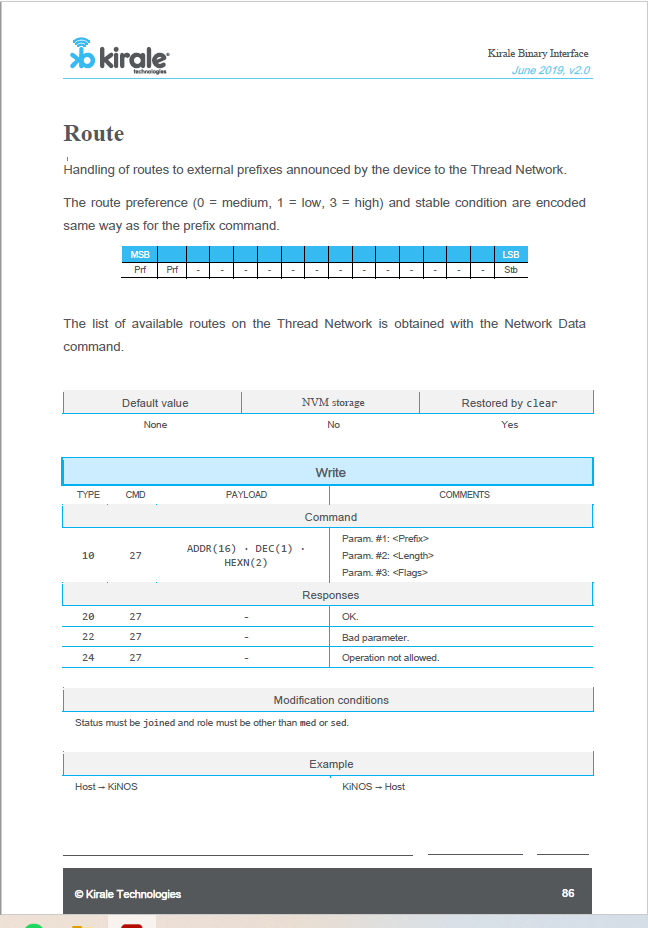 kirale
technologies
Kirale Binary Interface
June 2019, v2.0
Route
Handling of routes to external prefixes announced by the device to the Thread Network.
The route preference (0 = medium, 1 = low, 3 = high) and stable condition are encoded
same way as for the prefix command.
MSB LSB
Prf Prf - - - - - - - - - - - - - Stb
The list of available routes on the Thread Network is obtained with the Network Data
command.
Default value NVM storage Restored by clear
None No Yes
Write
TYPE CMD PAYLOAD COMMENTS
Command
10 27 ADDR(16) · DEC(1) ·
HEXN(2)
Param. #1: <Prefix>
Param. #2: <Length>
Param. #3: <Flags>
Responses
20 27 - OK.
22 27 - Bad parameter.
24 27 - Operation not allowed.
Modification conditions
Status must be joined and role must be other than med or sed.
Example
Host → KiNOS KiNOS → Host
© Kirale Technologies 86